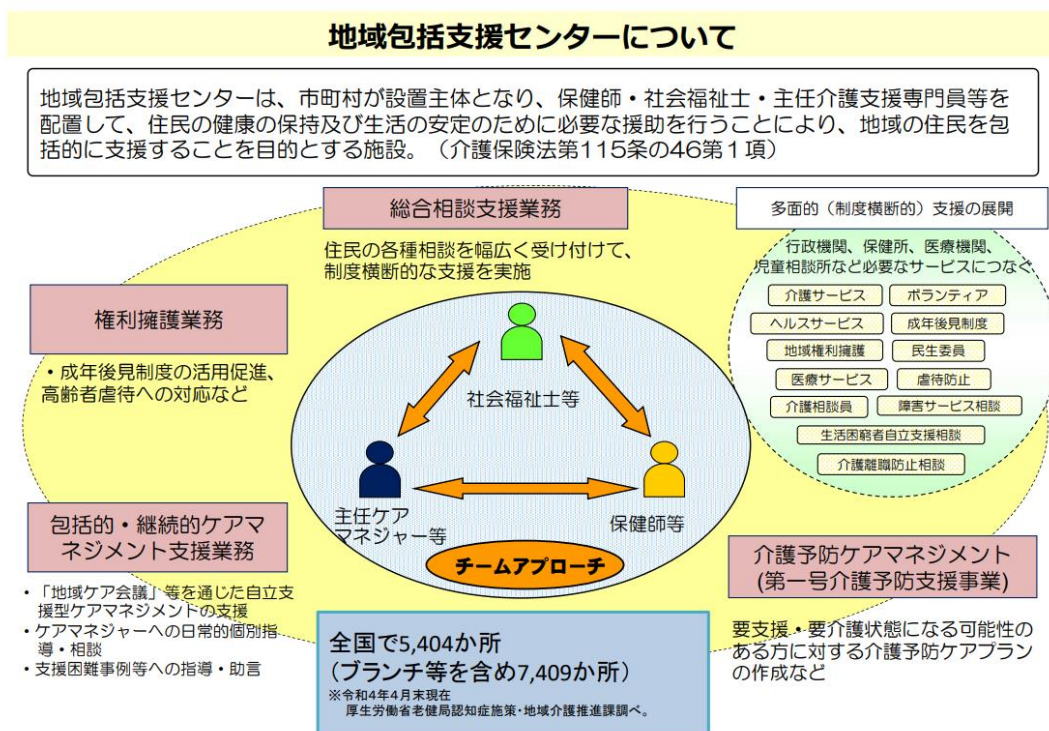 地域包括支援センターについて
地域包括支援センターは、市町村が設置主体となり、保健師・社会福祉士・主任介護支援専門員等を
配置して、住民の健康の保持及び生活の安定のために必要な援助を行うことにより、地域の住民を包
括的に支援することを目的とする施設。（介護保険法第115条の46第１項）
総合相談支援業務
住民の各種相談を幅広く受け付けて、
制度横断的な支援を実施
多面的（制度横断的）支援の展開
行政機関、保健所、医療機関、
児童相談所など必要なサービスにつなぐ
介護サービス
ボランティア
ヘルスサービス
成年後見制度
地域権利擁護
民生委員
医療サービス
虐待防止
介護相談員
障害サービス相談
生活困窮者自立支援相談
介護離職防止相談
権利擁護業務
・成年後見制度の活用促進、
高齢者虐待への対応など
社会福祉士等
主任ケア
マネジャー等
保健師等
チームアプローチ
包括的・継続的ケアマ
ネジメント支援業務
・「地域ケア会議」等を通じた自立支
援型ケアマネジメントの支援
・ケアマネジャーへの日常的個別指
導・相談
・支援困難事例等への指導・助言
介護予防ケアマネジメント
(第一号介護予防支援事業)
要支援・要介護状態になる可能性の
ある方に対する介護予防ケアプラン
の作成など
全国で5,404か所
（ブランチ等を含め7,409か所）
※令和4年4月末現在
厚生労働省老健局認知症施策・地域介護推進課調べ。